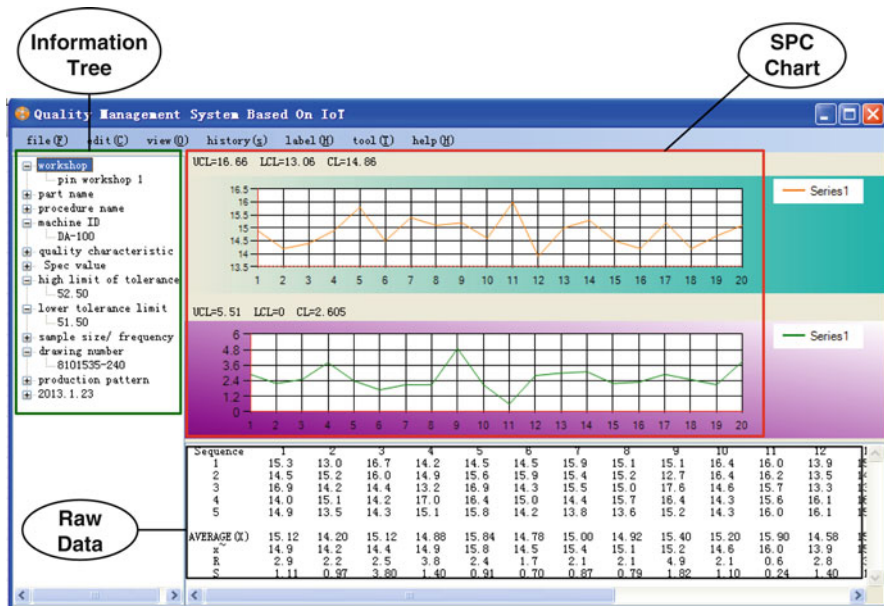 Information
Tree
SPC
Chart
Quality Management System Based On IoT
file(F) edit(C) view(O) history(s) label(H) tool(T) help(H)
workshop
pin workshop 1
part name
procedure name
machine ID
DA-100
quality characteristic
Spec value
high limit of tolerance
52.50
lower tolerance limit
51.50
sample size/ frequency
drawing number
8101535-240
production pattern
2013.1.23
UCL=16.66 LCL=13.06 CL=14.86
16.5
16
15.5
15
14.5
14
13.5
1 2 3 4 5 6 7 8 9 10 11 12 13 14 15 16 17 18 19 20
Series1
UCL=5.51 LCL=0 CL=2.605
6
4.8
3.6
2.4
1.2
0
1 2 3 4 5 6 7 8 9 10 11 12 13 14 15 16 17 18 19 20
Series1
Raw
Data
Sequence 1 2 3 4 5 6 7 8 9 10 11 12
1 15.3 13.0 16.7 14.2 14.5 14.5 15.9 15.1 15.1 16.4 16.0 13.9
2 14.5 15.2 16.0 14.9 15.6 15.9 15.4 15.2 12.7 16.4 16.2 13.5
3 16.9 14.2 14.4 13.2 16.9 14.3 15.5 15.0 17.6 14.6 15.7 13.3
4 14.0 15.1 14.2 17.0 16.4 15.0 14.4 15.7 16.4 14.3 15.6 16.1
5 14.9 13.5 14.3 15.1 15.8 14.2 13.8 13.6 15.2 14.3 16.0 16.1
AVERAGE(X) 15.12 14.20 15.12 14.88 15.84 14.78 15.00 14.92 15.40 15.20 15.90 14.58
x~ 14.9 14.2 14.4 14.9 15.8 14.5 15.4 15.1 15.2 14.6 16.0 13.9
R 2.9 2.2 2.5 3.8 2.4 1.7 2.1 2.1 4.9 2.1 0.6 2.8
S 1.11 0.97 3.80 1.40 0.91 0.70 0.87 0.79 1.82 1.10 0.24 1.40